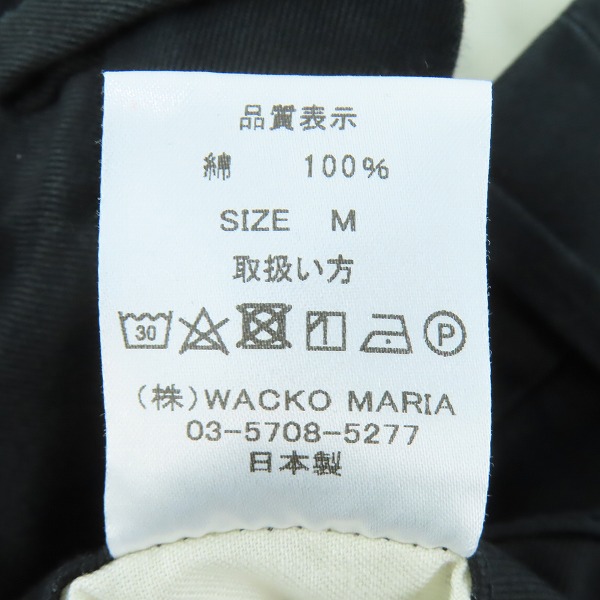 品質表示
綿 100%
SIZE M
取扱い方
30 P
(株)WACKO MARIA
03-5708-5277
日本製